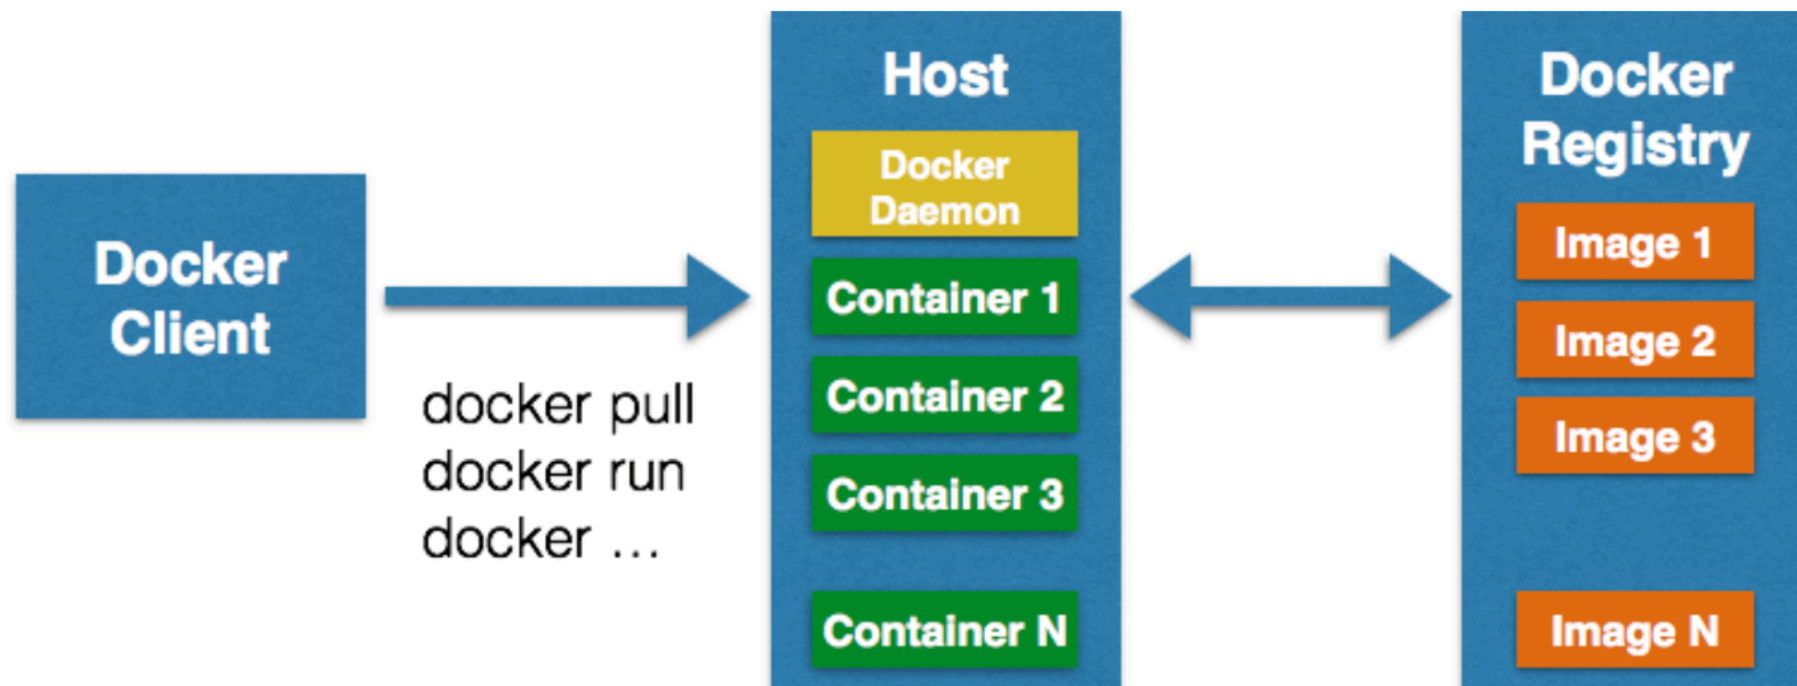 Docker
Client
docker pull
docker run
docker ...
Host
Docker
Daemon
Container 1
Container 2
Container 3
Container N
Docker
Registry
Image 1
Image 2
Image 3
Image N